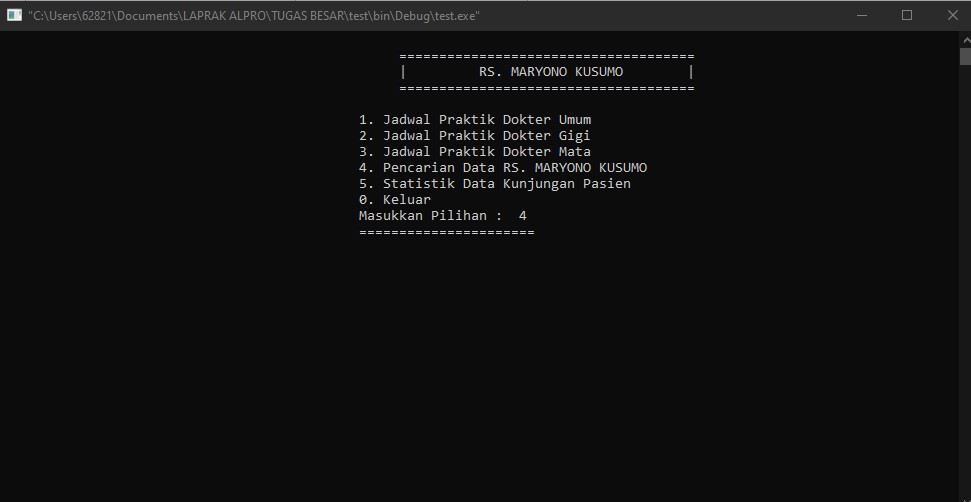 "C:\Users\62821\Documents\LAPRAK ALPRO\TUGAS BESAR\test\bin\Debug\test.exe"
=====================================
| RS. MARYONO KUSUMO |
=====================================
1. Jadwal Praktik Dokter Umum
2. Jadwal Praktik Dokter Gigi
3. Jadwal Praktik Dokter Mata
4. Pencarian Data RS. MARYONO KUSUMO
5. Statistik Data Kunjungan Pasien
0. Keluar
Masukkan Pilihan :  4
======================